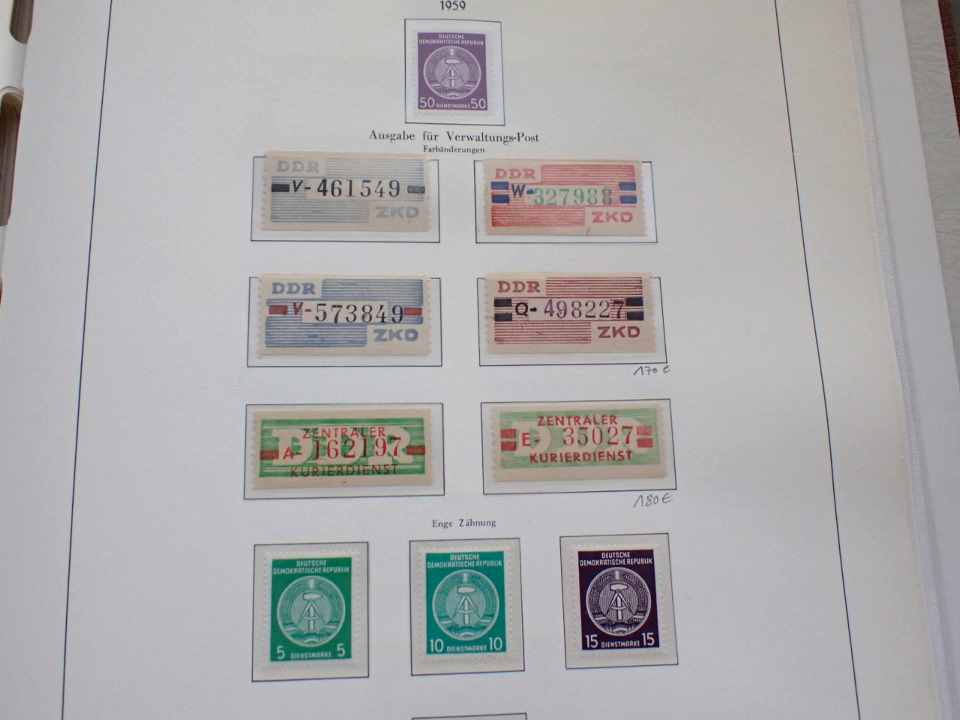 1959
DEUTSCHE
DEMOKRATISCHE REPUBLIK
50 50
DIENSTMARKE
Ausgabe für Verwaltungs-Post
Farbänderungen
DDR
V-461549
ZKD
DDR
W-327988
ZKD
DDR
V-573849
ZKD
DDR
Q-498227
ZKD
170 €
DDR
ZENTRALER
A-162197
KURIERDIENST
DDR
ZENTRALER
E-35027
KURIERDIENST
180 €
Enge Zähnung
DEUTSCHE
DEMOKRATISCHE REPUBLIK
5 5
DIENSTMARKE
DEUTSCHE
DEMOKRATISCHE REPUBLIK
10 10
DIENSTMARKE
DEUTSCHE
DEMOKRATISCHE REPUBLIK
15 15
DIENSTMARKE